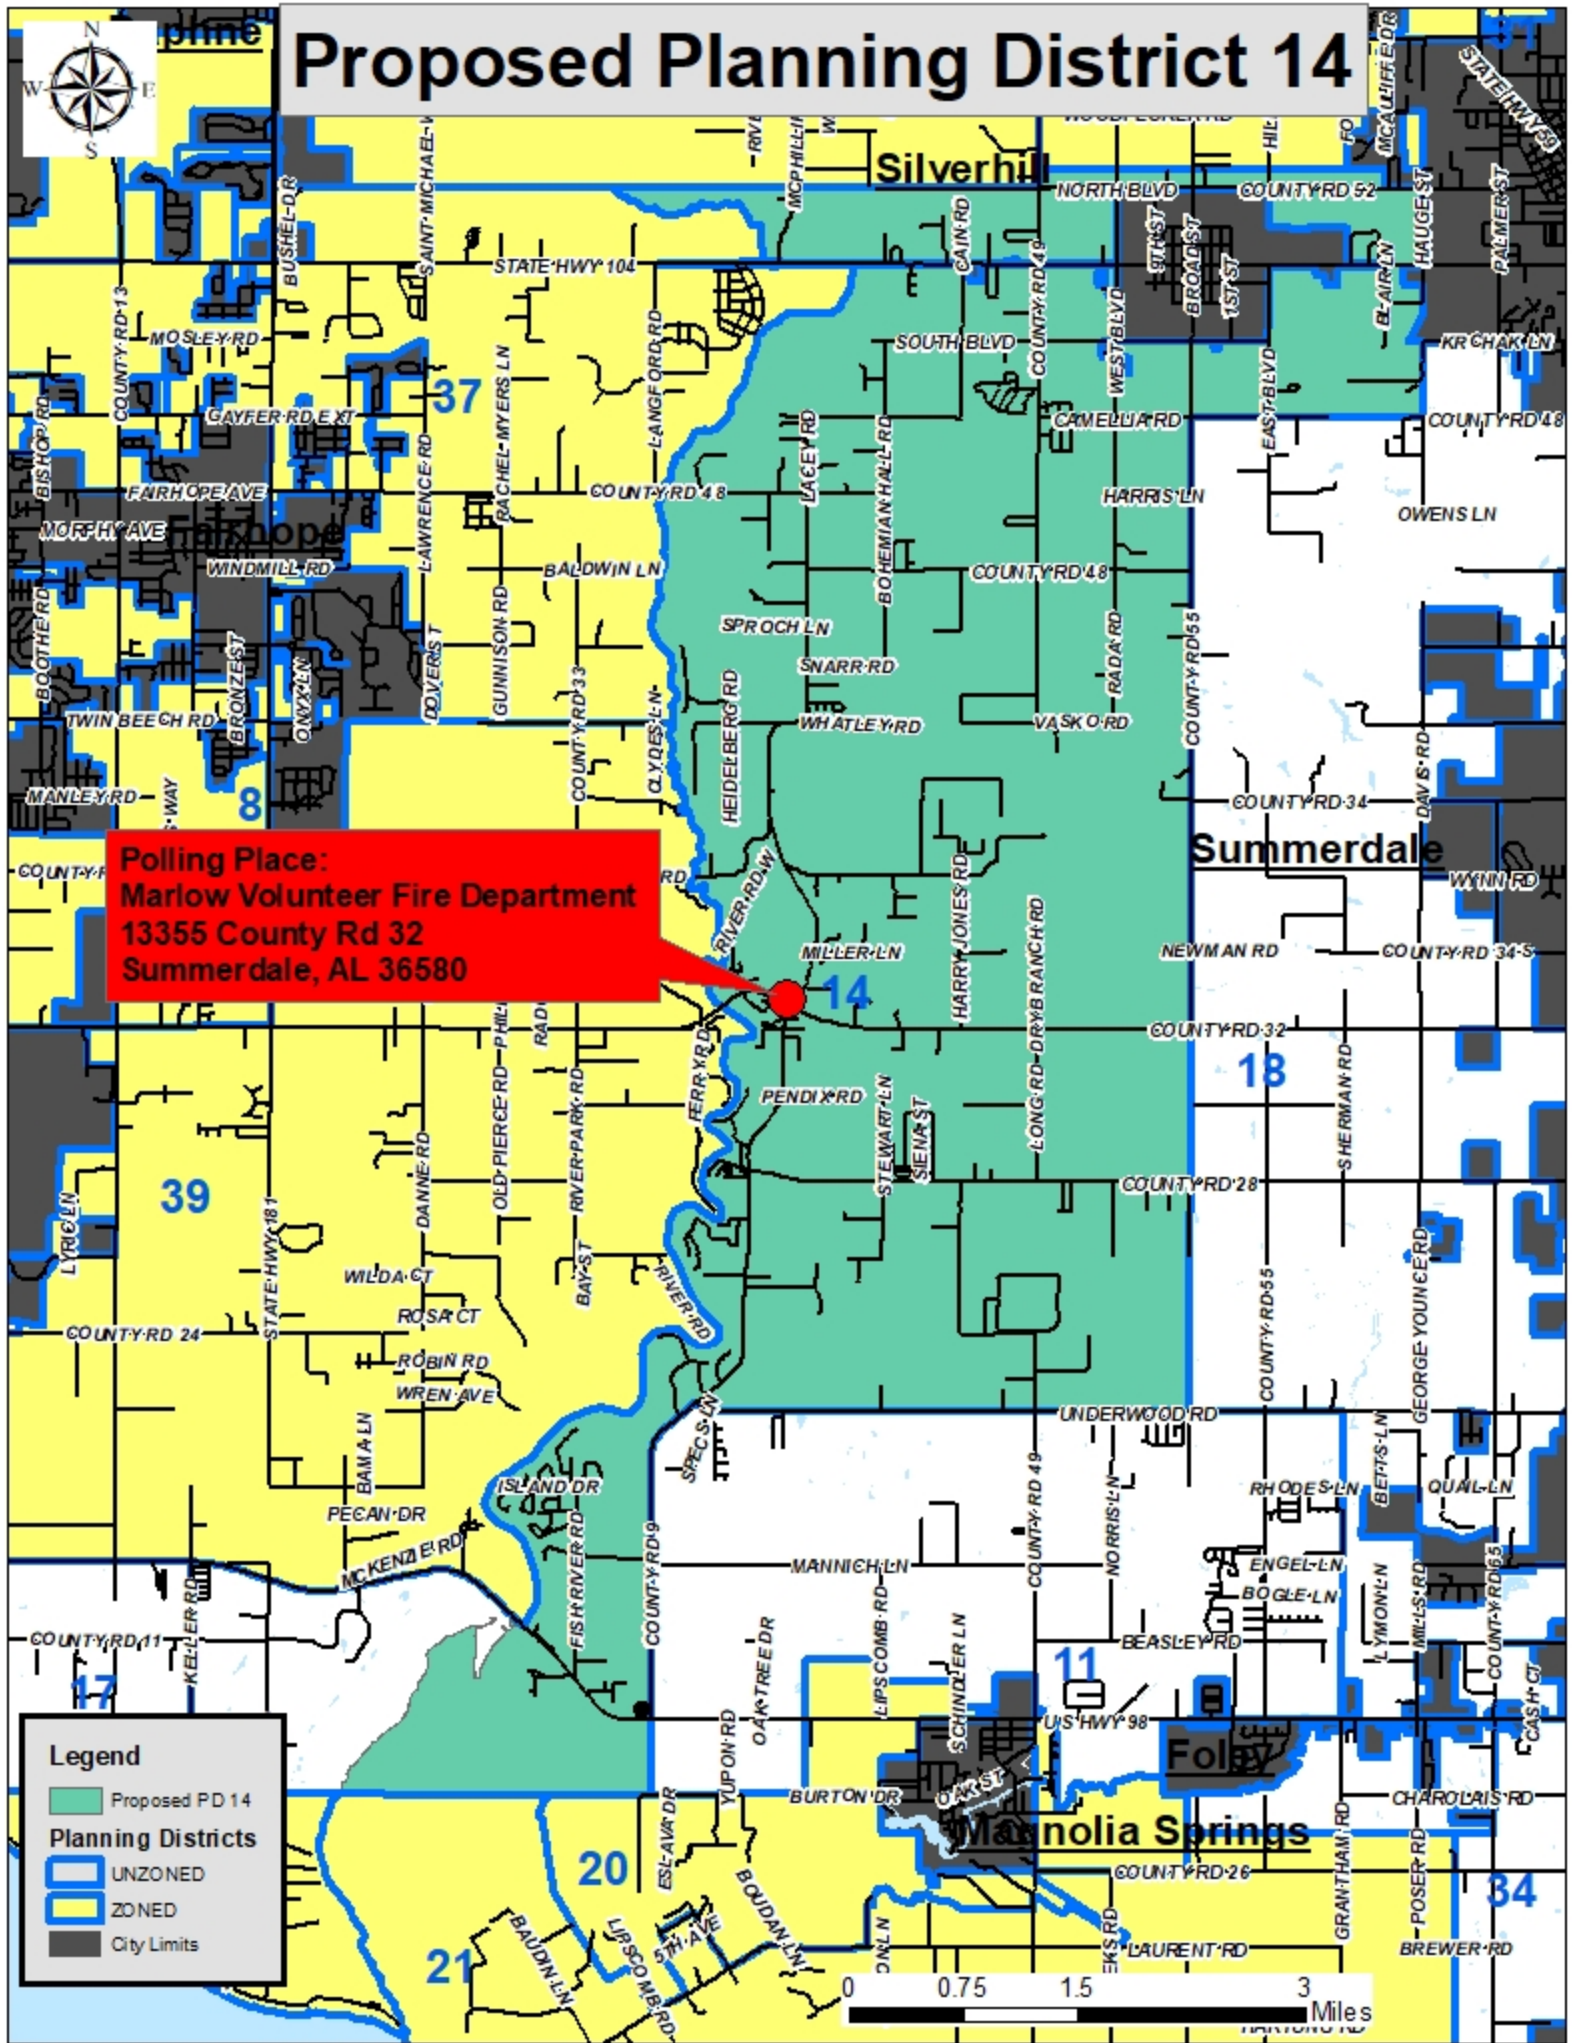 Proposed Planning District 14
N
W
E
S
Silverhill
NORTH BLVD
COUNTY RD 52
STATE HWY 59
HAUGE ST
PALMER ST
BUSHEL DR
CAIN RD
COUNTY RD 49
9TH ST
BROAD ST
1ST ST
BLAIR LN
STATE HWY 104
COUNTY RD 13
MOSLEY RD
LANGFORD RD
SOUTH BLVD
WEST BLVD
KRCHAK LN
37
RACHEL MYERS LN
EAST BLVD
BISHOP RD
GAYFER RD EXT
LAWRENCE RD
LACEY RD
BOHEMIAN HALL RD
CAMELLIA RD
COUNTY RD 48
FAIRHOPE AVE
COUNTY RD 48
HARRIS LN
OWENS LN
MORPHY AVE
Fairhope
WINDMILL RD
BALDWIN LN
COUNTY RD 48
BOOTHE RD
GUNNISON RD
SPROCH LN
RADA RD
COUNTY RD 55
BRONZE ST
ONYX LN
DOVER ST
COUNTY RD 33
CLYDES LN
SNARR RD
HEIDELBERG RD
TWIN BEECH RD
WHATLEY RD
VASKO RD
DAVIS RD
MANLEY RD
8
COUNTY RD 34
Summerdale
Polling Place:
Marlow Volunteer Fire Department
13355 County Rd 32
Summerdale, AL 36580
RIVER RD W
HARRY JONES RD
LONG RD
DRYBRANCH RD
WYNN RD
MILLER LN
NEWMAN RD
COUNTY RD 34 S
14
COUNTY RD 32
18
FERRY RD
SHERMAN RD
PENDIX RD
STEWART LN
SIENA ST
OLD PIERCE RD
RIVER PARK RD
DANNE RD
COUNTY RD 28
39
LYRIC LN
STATE HWY 181
WILDA CT
BAY ST
RIVER RD
GEORGE YOUNCE RD
COUNTY RD 55
ROSA CT
COUNTY RD 24
ROBIN RD
WREN AVE
SPECS LN
UNDERWOOD RD
BAMA LN
ISLAND DR
COUNTY RD 49
NORRIS LN
RHODES LN
BETTS LN
QUAIL LN
PECAN DR
MCKENZIE RD
FISH RIVER RD
COUNTY RD 9
MANNICH LN
ENGEL LN
BOGLE LN
LYMON LN
MILLS RD
COUNTY RD 65
KELLER RD
COUNTY RD 11
OAK TREE DR
LIPSCOMB RD
SCHINDLER LN
BEASLEY RD
17
11
CASH CT
YUPON RD
US HWY 98
Foley
Legend
Proposed PD 14
Planning Districts
UNZONED
ZONED
City Limits
BURTON DR
OAK ST
CHAROLAIS RD
Magnolia Springs
ESLAVA DR
20
COUNTY RD 26
GRANTHAM RD
POSER RD
34
BOUDAN LN
21
BAUDIN LN
LIPSCOMB RD
5TH AVE
LAURENT RD
BREWER RD
0 0.75 1.5 3
Miles